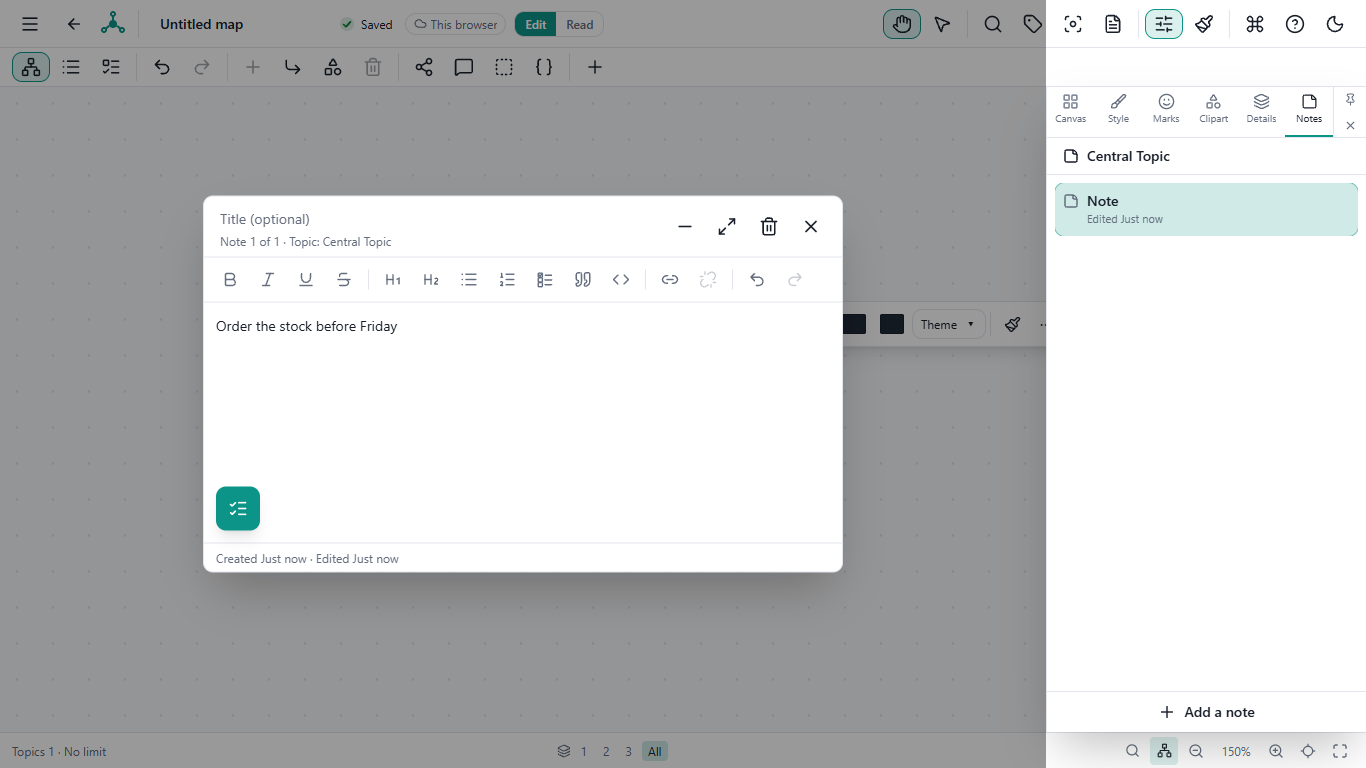 Untitled map
Saved
This browser
Edit
Read
Canvas
Style
Marks
Clipart
Details
Notes
Central Topic
Note
Edited Just now
Title (optional)
Note 1 of 1 · Topic: Central Topic
B I U S H1 H2
Order the stock before Friday
Theme
Created Just now · Edited Just now
Add a note
Topics 1 · No limit
1 2 3 All
150%